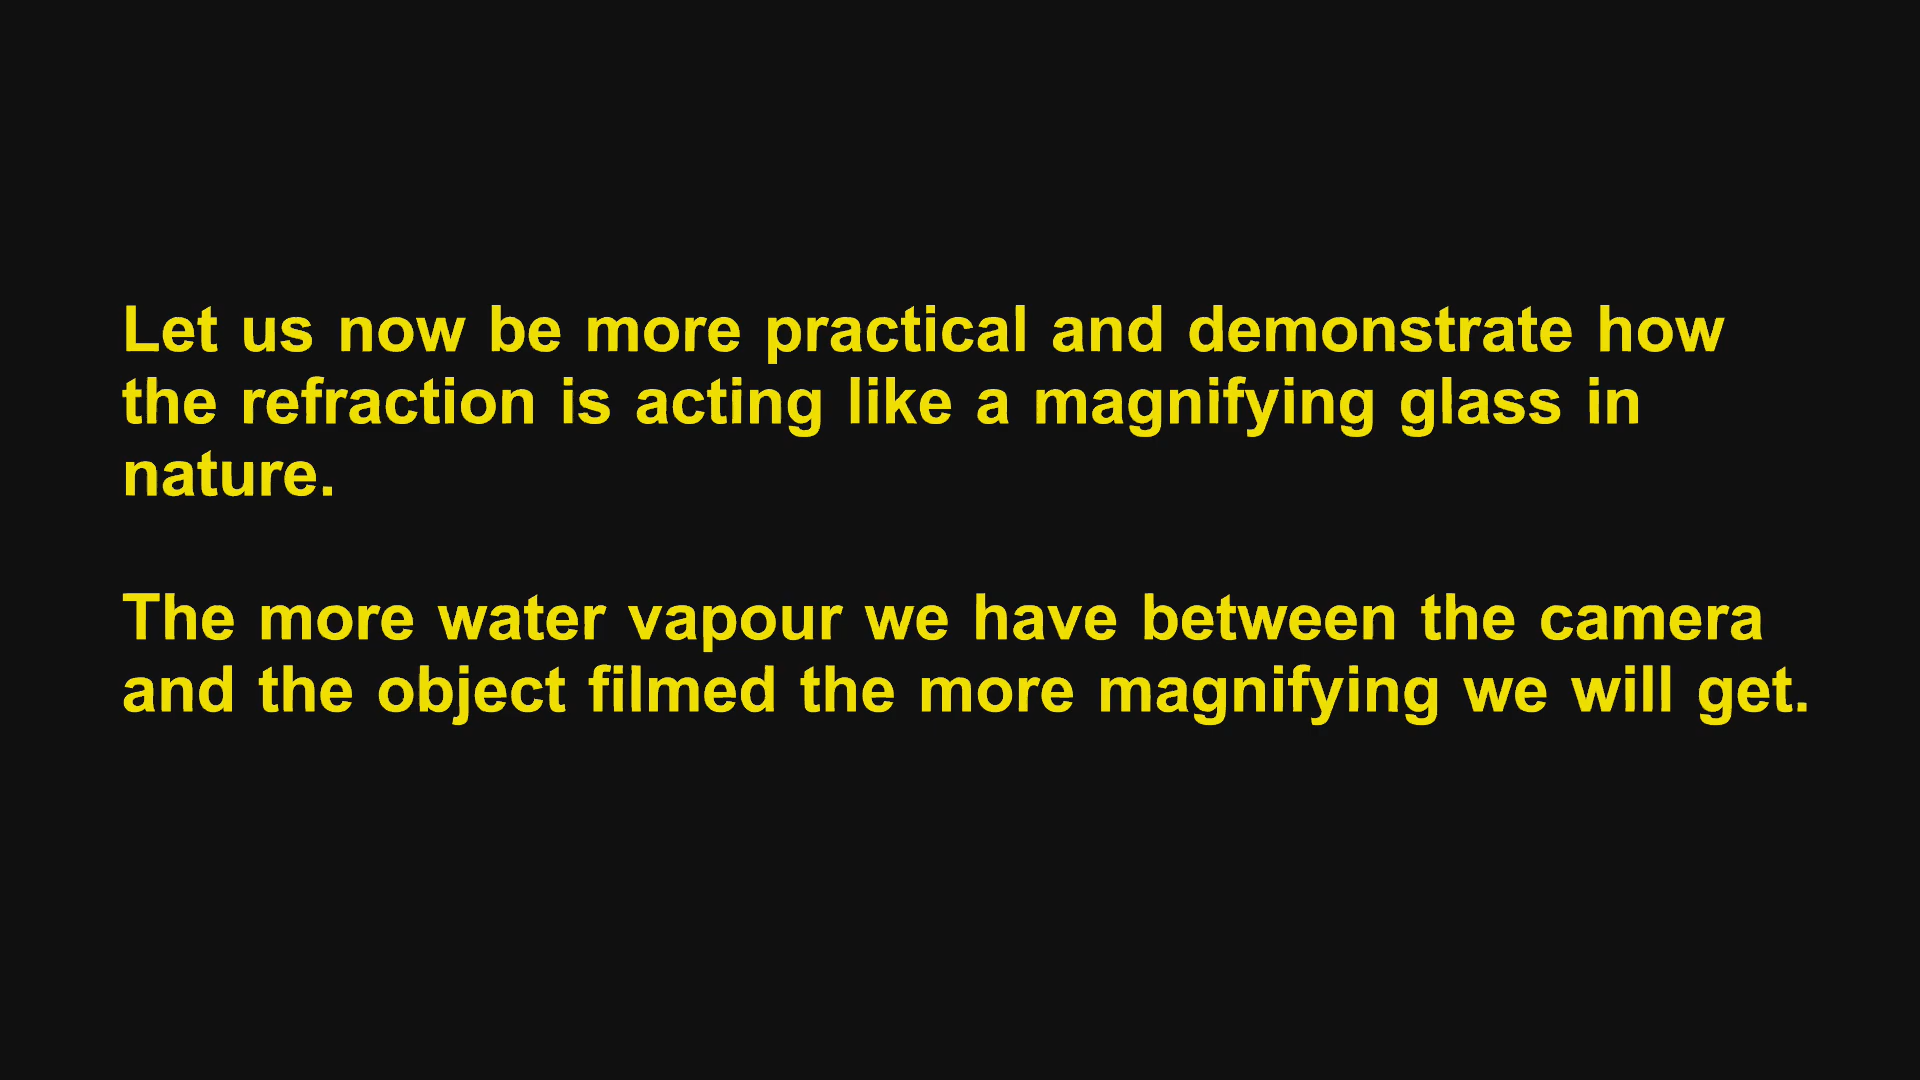 Let us now be more practical and demonstrate how
the refraction is acting like a magnifying glass in
nature.
The more water vapour we have between the camera
and the object filmed the more magnifying we will get.